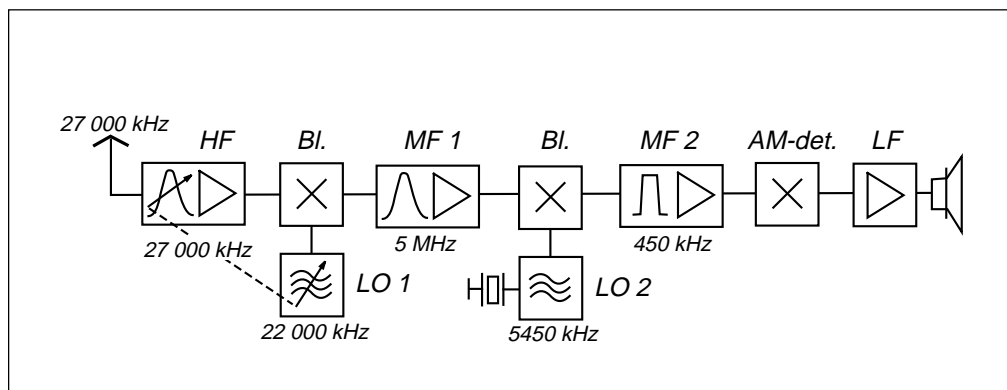 27 000 kHz
HF
Bl.
MF 1
Bl.
MF 2
AM-det.
LF
27 000 kHz
5 MHz
450 kHz
LO 1
LO 2
22 000 kHz
5450 kHz